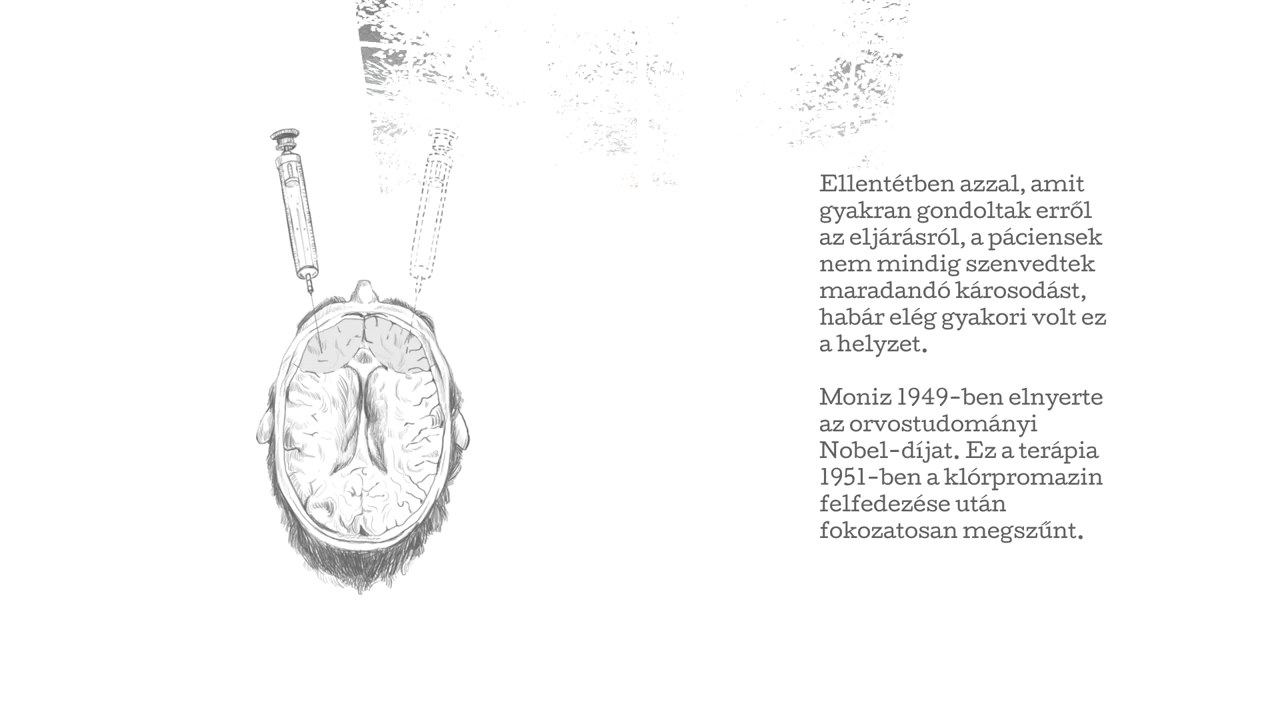 Ellentétben azzal, amit
gyakran gondoltak erről
az eljárásról, a páciensek
nem mindig szenvedtek
maradandó károsodást,
habár elég gyakori volt ez
a helyzet.
Moniz 1949-ben elnyerte
az orvostudományi
Nobel-díjat. Ez a terápia
1951-ben a klórpromazin
felfedezése után
fokozatosan megszűnt.